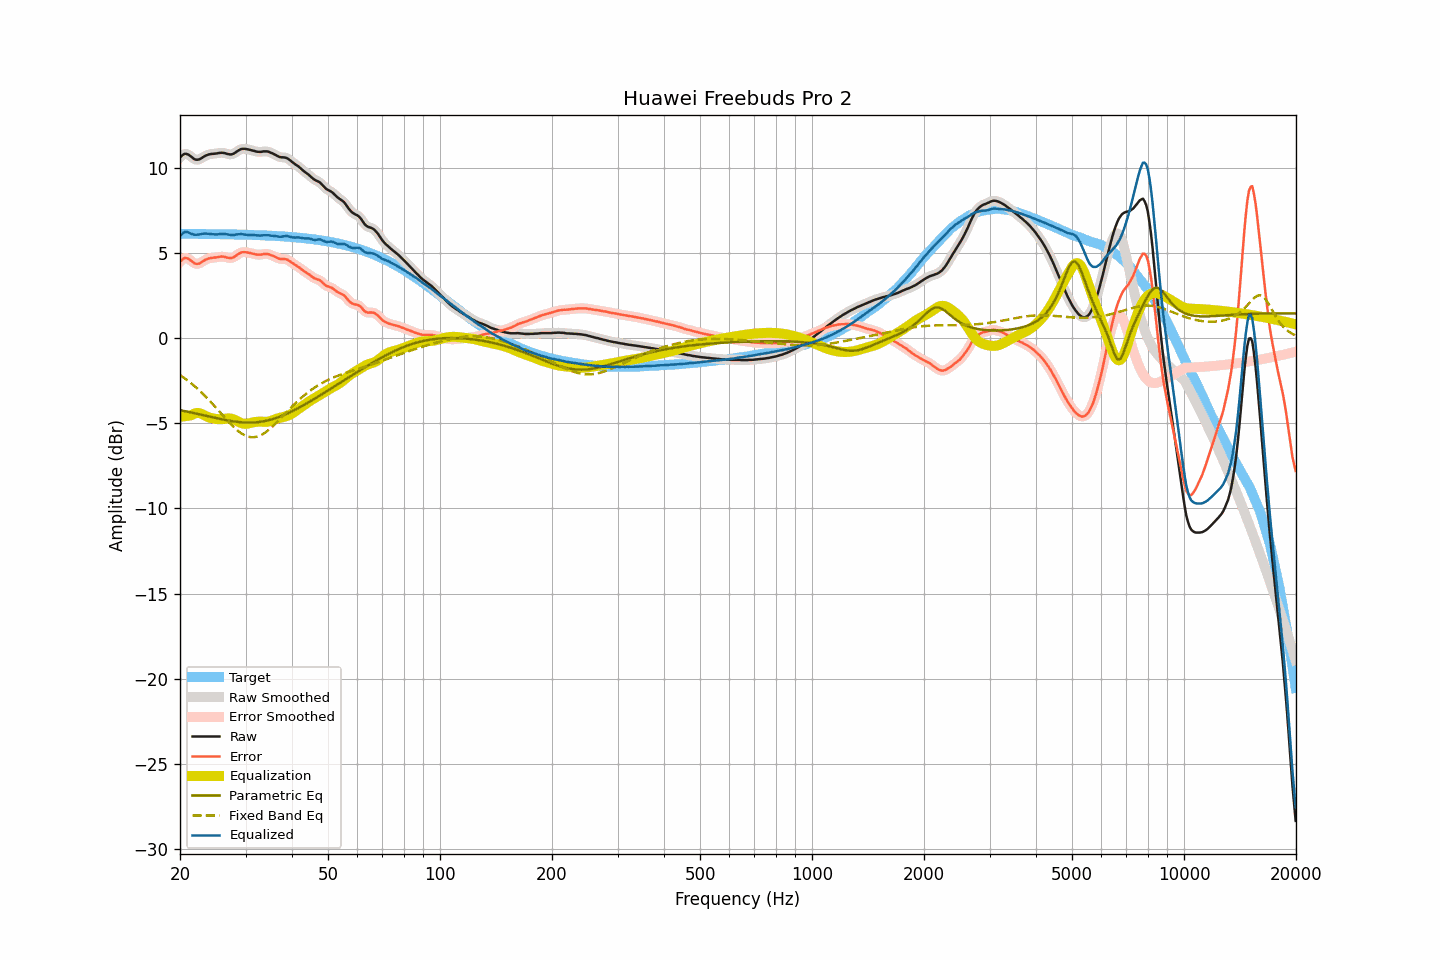 Huawei Freebuds Pro 2
Amplitude (dBr)
10
5
0
−5
−10
−15
−20
−25
−30
Target
Raw Smoothed
Error Smoothed
Raw
Error
Equalization
Parametric Eq
Fixed Band Eq
Equalized
20 50 100 200 500 1000 2000 5000 10000 20000
Frequency (Hz)